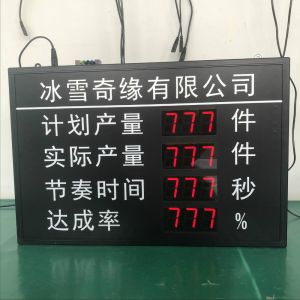 冰雪奇缘有限公司
计划产量 777 件
实际产量 777 件
节奏时间 777 秒
达成率 777 %